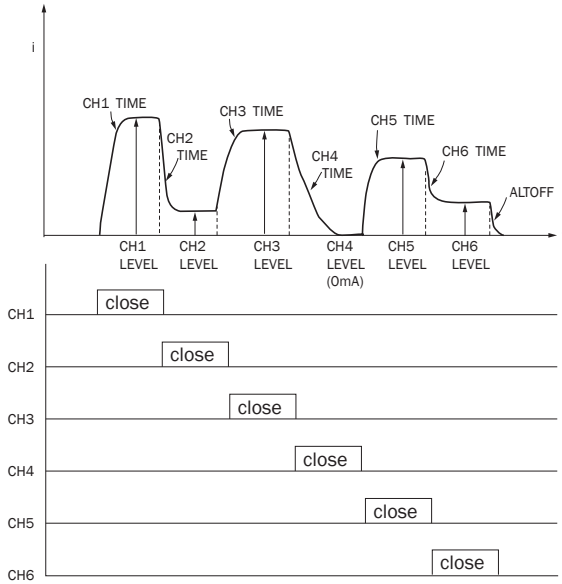 i
CH1 TIME
CH2
TIME
CH3 TIME
CH4
TIME
CH5 TIME
CH6 TIME
ALTOFF
CH1
LEVEL
CH2
LEVEL
CH3
LEVEL
CH4
LEVEL
(0mA)
CH5
LEVEL
CH6
LEVEL
close
CH1
close
CH2
close
CH3
close
CH4
close
CH5
close
CH6